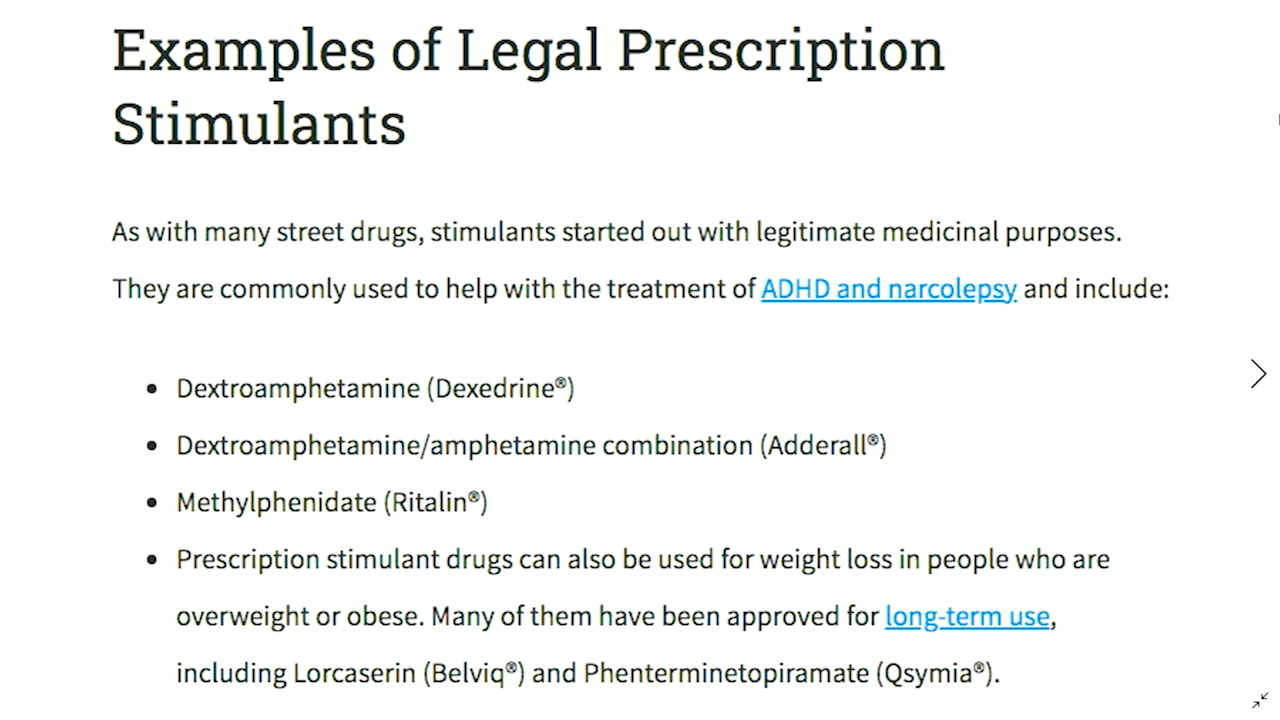 Examples of Legal Prescription
Stimulants
As with many street drugs, stimulants started out with legitimate medicinal purposes.
They are commonly used to help with the treatment of ADHD and narcolepsy and include:
• Dextroamphetamine (Dexedrine®)
• Dextroamphetamine/amphetamine combination (Adderall®)
• Methylphenidate (Ritalin®)
• Prescription stimulant drugs can also be used for weight loss in people who are
overweight or obese. Many of them have been approved for long-term use,
including Lorcaserin (Belviq®) and Phenterminetopiramate (Qsymia®).